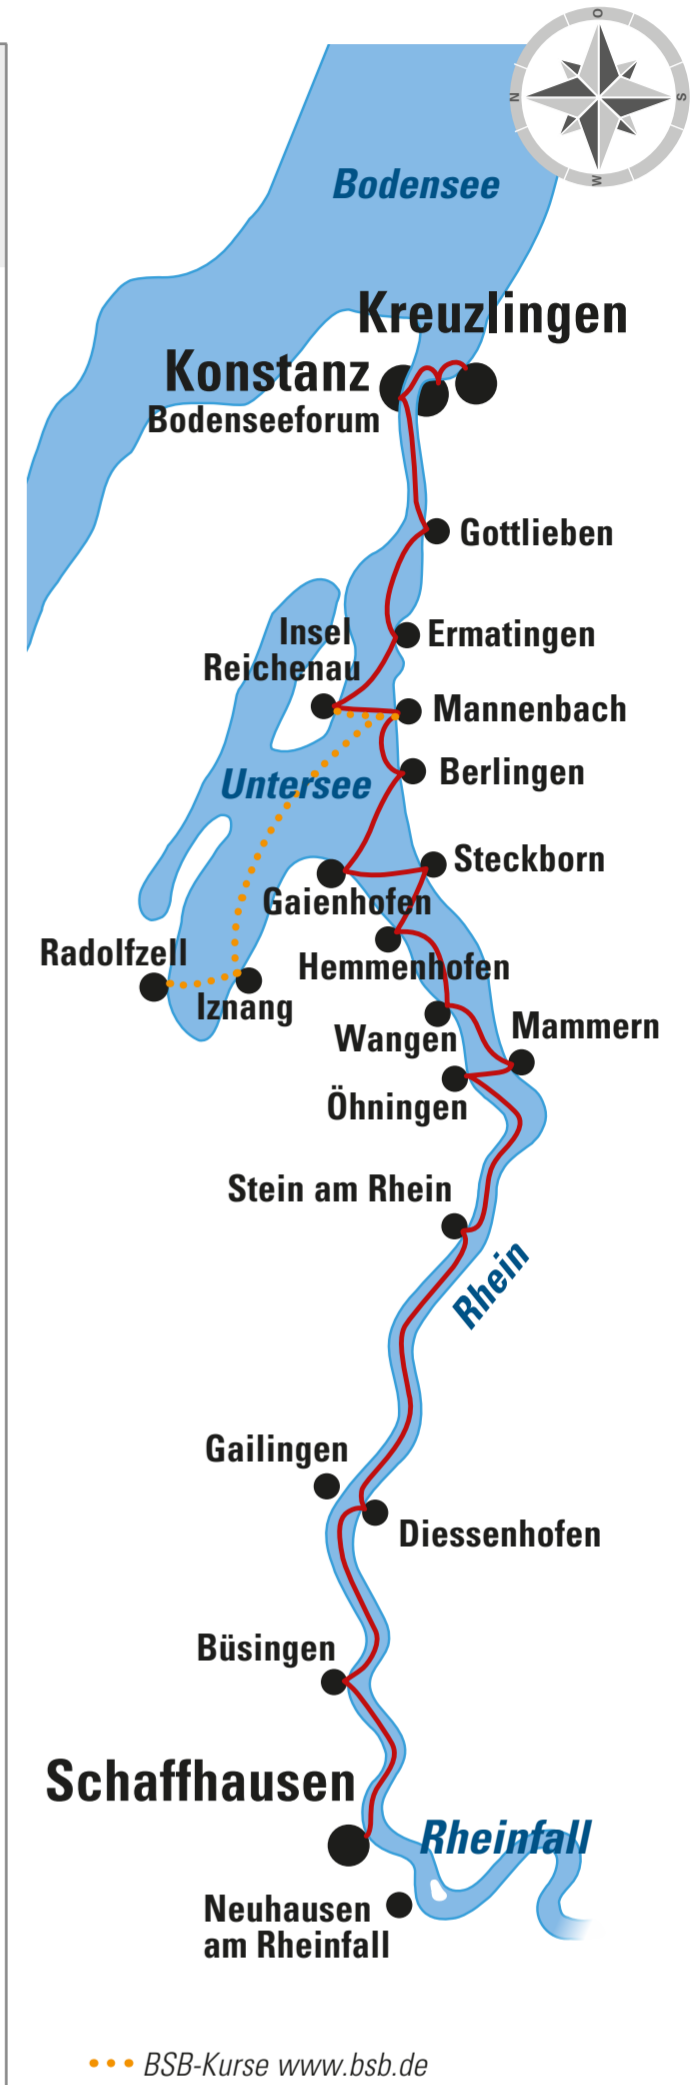 O
N
S
W
Bodensee
Kreuzlingen
Konstanz
Bodenseeforum
Gottlieben
Ermatingen
Insel
Reichenau
Mannenbach
Berlingen
Untersee
Steckborn
Gaienhofen
Radolfzell
Hemmenhofen
Iznang
Wangen
Mammern
Öhningen
Stein am Rhein
Rhein
Gailingen
Diessenhofen
Büsingen
Schaffhausen
Rheinfall
Neuhausen
am Rheinfall
BSB-Kurse www.bsb.de